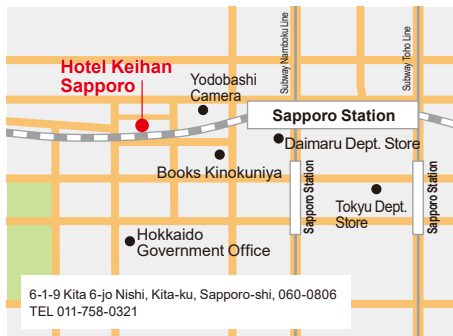 Hotel Keihan
Sapporo
Yodobashi
Camera
Subway Namboku Line
Subway Toho Line
Sapporo Station
Daimaru Dept. Store
Books Kinokuniya
Sapporo Station
Tokyu Dept.
Store
Sapporo Station
Hokkaido
Government Office
6-1-9 Kita 6-jo Nishi, Kita-ku, Sapporo-shi, 060-0806
TEL 011-758-0321